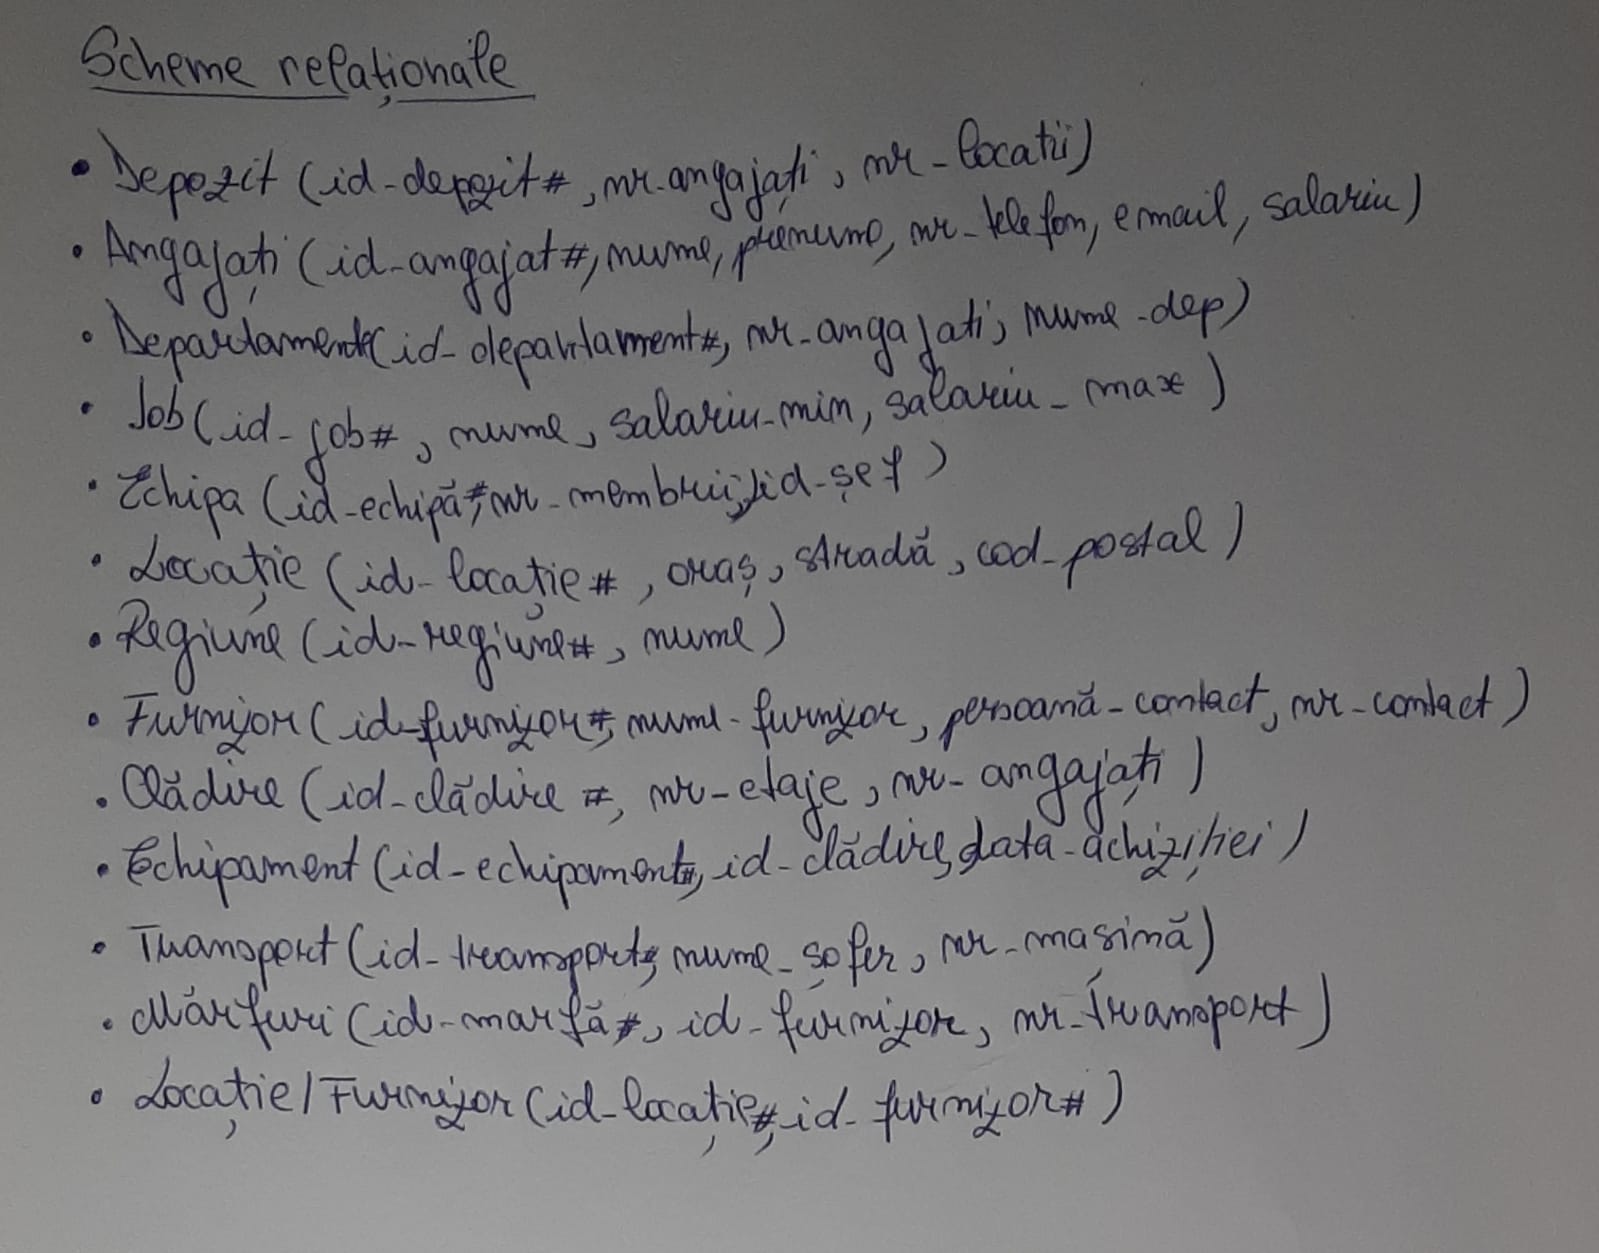 Scheme relaționale
• Depozit (id-depozit#, nr-angajați, nr-locatii)
• Angajați (id-angajat#, nume, prenume, nr-telefon, email, salariu)
• Departament(id-departament#, nr-angajati, nume-dep)
• Job (id-job#, nume, salariu-min, salariu-max)
• Echipa (id-echipă#, nr-membrii, id-șef)
• Locație (id-locație#, oraș, stradă, cod-postal)
• Regiune (id-regiune#, nume)
• Furnizor (id-furnizor#, nume-furnizor, persoană-contact, nr-contact)
• Clădire (id-clădire#, nr-etaje, nr-angajați)
• Echipament (id-echipament#, id-clădire, data-achiziției)
• Transport (id-transport#, nume-șofer, nr-masină)
• Mărfuri (id-marfă#, id-furnizor, nr-transport)
• Locație/Furnizor (id-locație#, id-furnizor#)